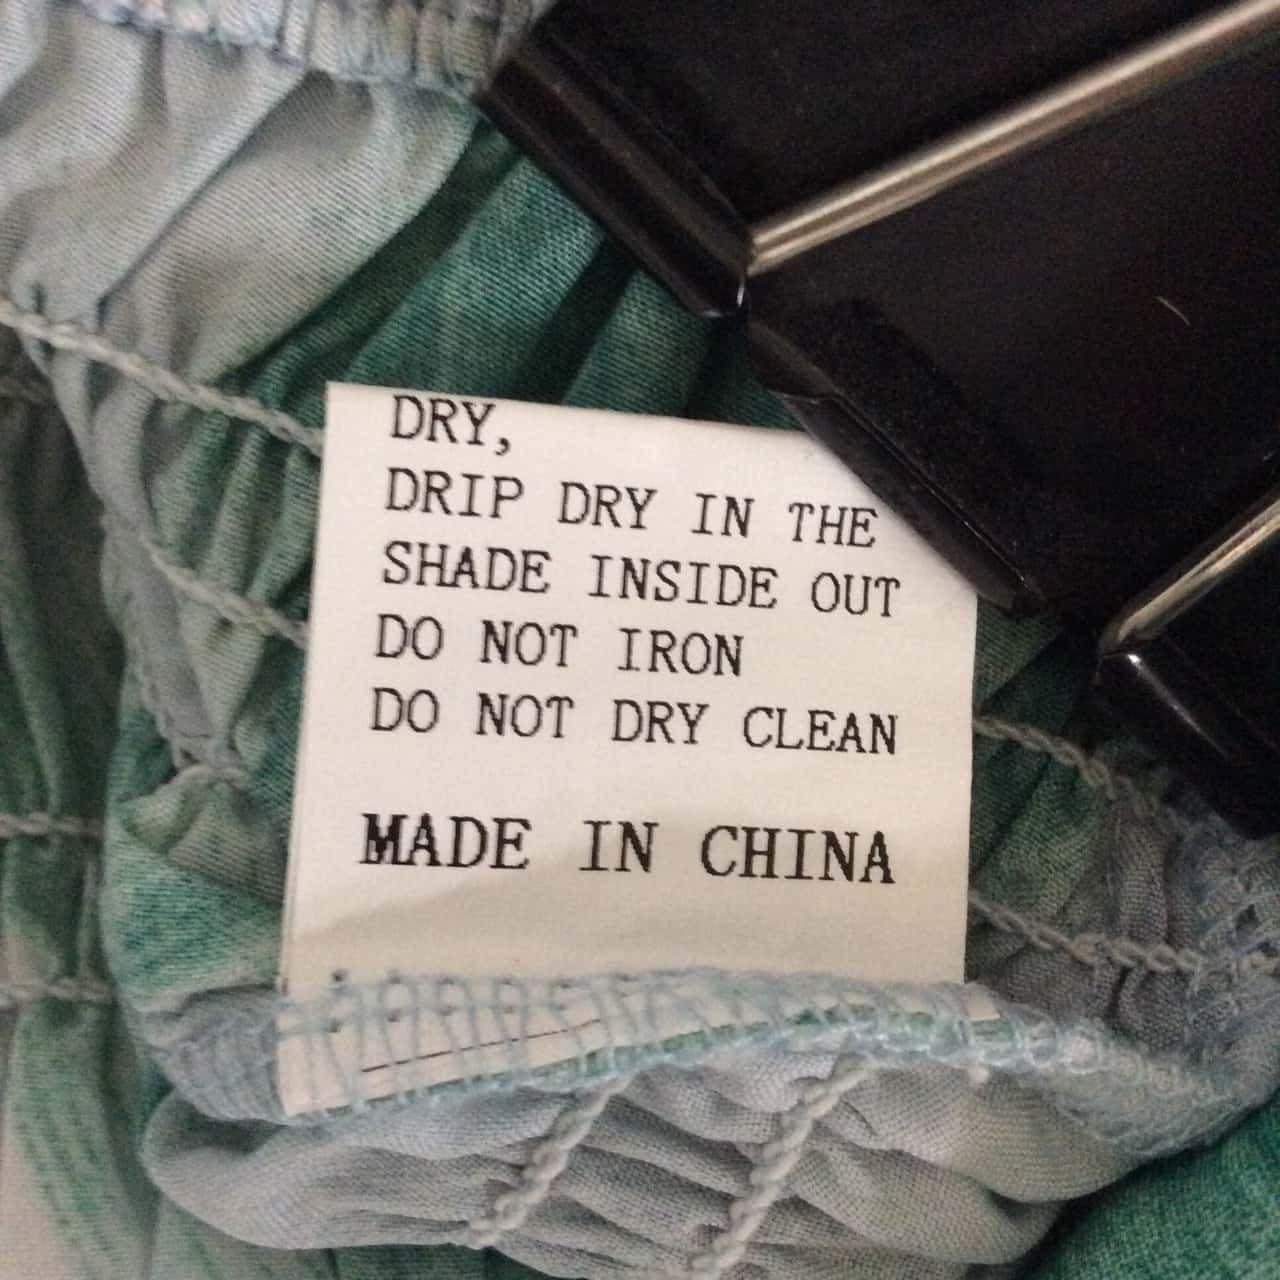 DRY,
DRIP DRY IN THE
SHADE INSIDE OUT
DO NOT IRON
DO NOT DRY CLEAN
MADE IN CHINA